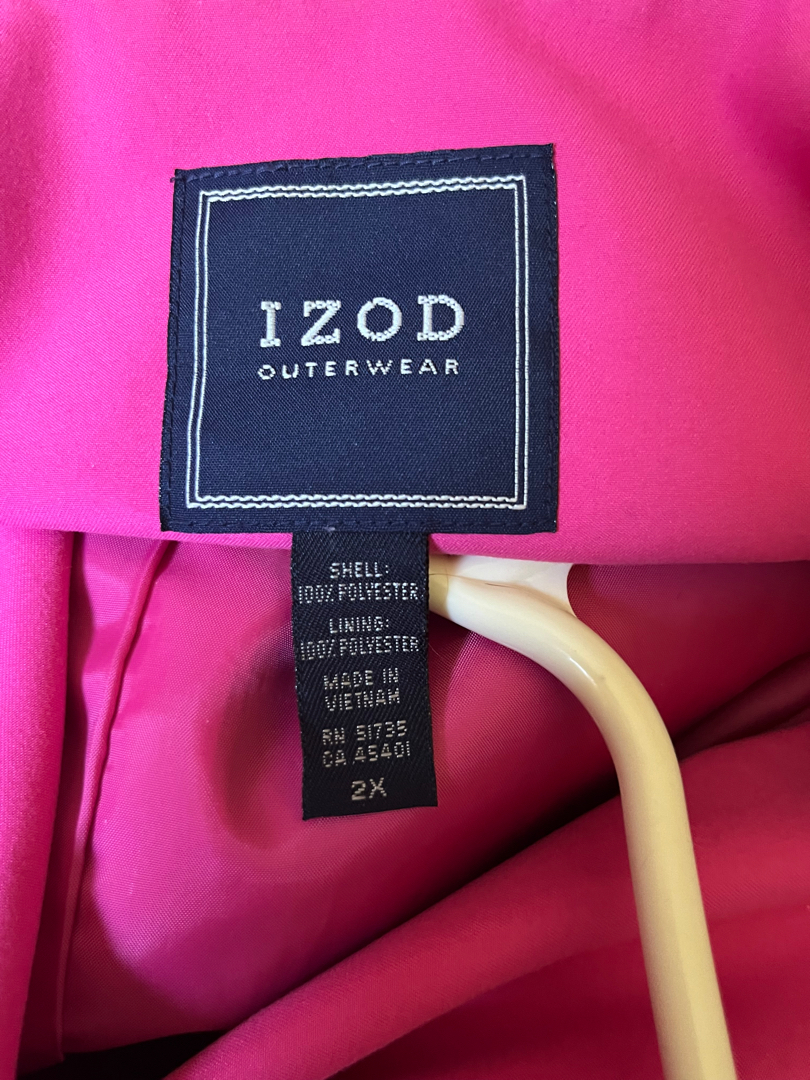 IZOD
OUTERWEAR
SHELL:
100% POLYESTER
LINING:
100% POLYESTER
MADE IN
VIETNAM
RN 51735
CA 45401
2X